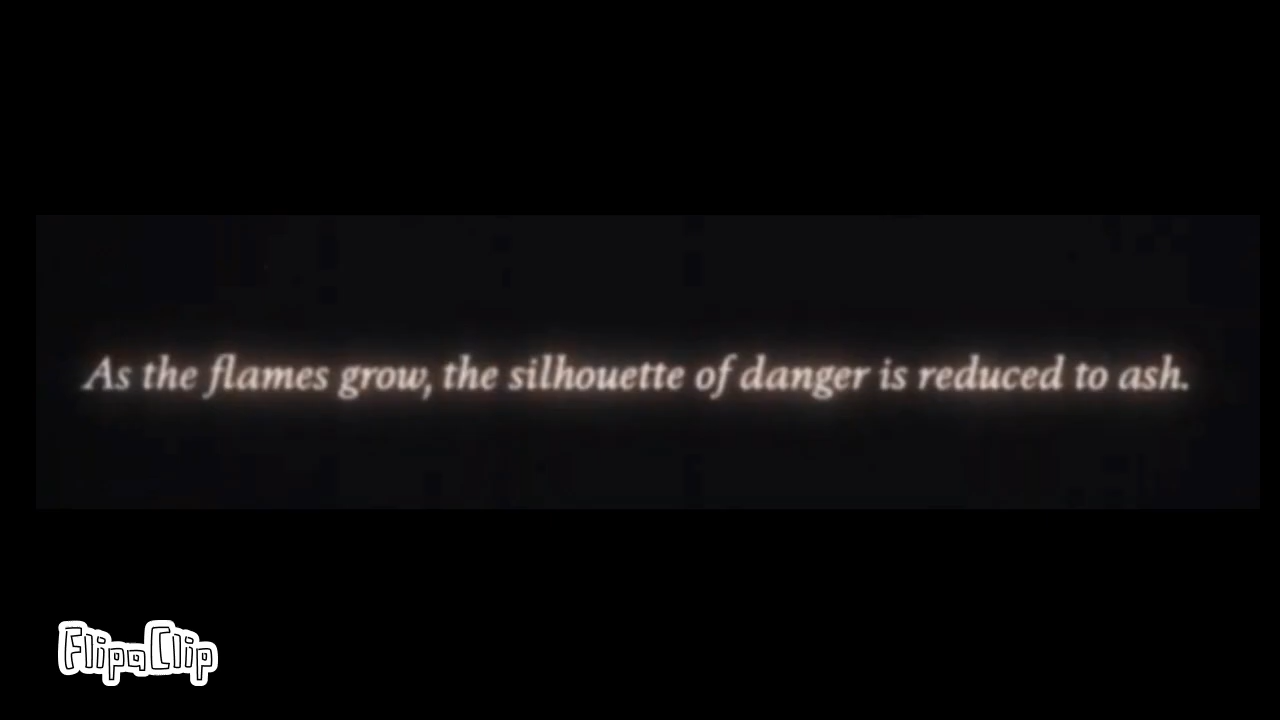 As the flames grow, the silhouette of danger is reduced to ash.
FlipaClip